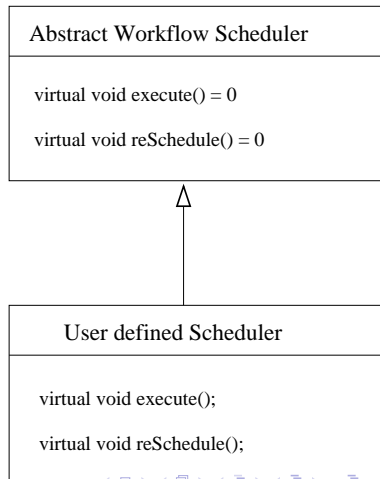 Abstract Workflow Scheduler
virtual void execute() = 0
virtual void reSchedule() = 0
User defined Scheduler
virtual void execute();
virtual void reSchedule();